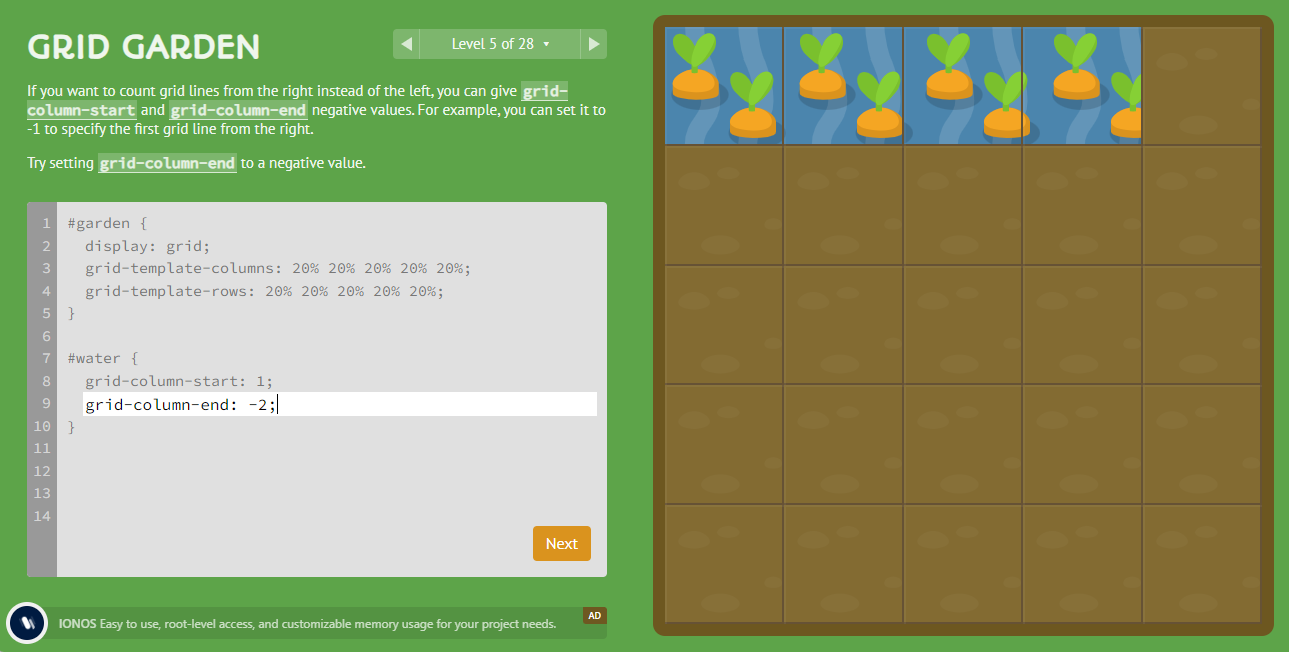 GRID GARDEN
Level 5 of 28
If you want to count grid lines from the right instead of the left, you can give grid-
column-start and grid-column-end negative values. For example, you can set it to
-1 to specify the first grid line from the right.
Try setting grid-column-end to a negative value.
1 #garden {
2 display: grid;
3 grid-template-columns: 20% 20% 20% 20% 20%;
4 grid-template-rows: 20% 20% 20% 20% 20%;
5 }
6
7 #water {
8 grid-column-start: 1;
9 grid-column-end: -2;
10 }
11
12
13
14
Next
AD
IONOS Easy to use, root-level access, and customizable memory usage for your project needs.